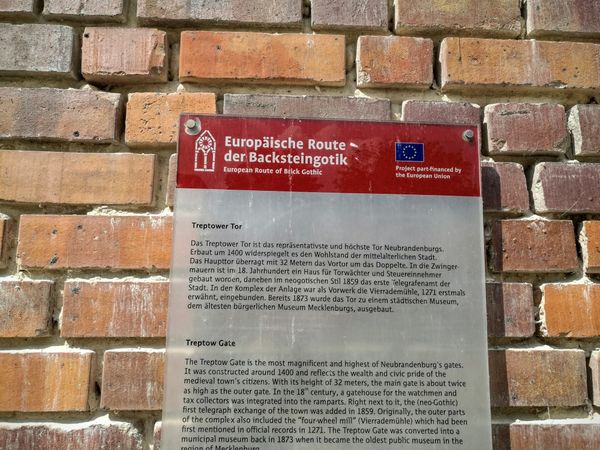 Europäische Route
der Backsteingotik
European Route of Brick Gothic
Project part-financed by
the European Union
Treptower Tor
Das Treptower Tor ist das repräsentativste und höchste Tor Neubrandenburgs.
Erbaut um 1400 widerspiegelt es den Wohlstand der mittelalterlichen Stadt.
Das Haupttor überragt mit 32 Metern das Vortor um das Doppelte. In die Zwinger-
mauern ist im 18. Jahrhundert ein Haus für Torwächter und Steuereinnehmer
gebaut worden, daneben im neogotischen Stil 1859 das erste Telegrafenamt der
Stadt. In den Komplex der Anlage war als Vorwerk die Vierrademühle, 1271 erstmals
erwähnt, eingebunden. Bereits 1873 wurde das Tor zu einem städtischen Museum,
dem ältesten bürgerlichen Museum Mecklenburgs, ausgebaut.
Treptow Gate
The Treptow Gate is the most magnificent and highest of Neubrandenburg's gates.
It was constructed around 1400 and reflects the wealth and civic pride of the
medieval town's citizens. With its height of 32 meters, the main gate is about twice
as high as the outer gate. In the 18th century, a gatehouse for the watchmen and
tax collectors was integrated into the ramparts. Right next to it, the (neo-Gothic)
first telegraph exchange of the town was added in 1859. Originally, the outer parts
of the complex also included the "four-wheel mill" (Vierrademühle) which had been
first mentioned in official records in 1271. The Treptow Gate was converted into a
municipal museum back in 1873 when it became the oldest public museum in the
region of Mecklenburg.